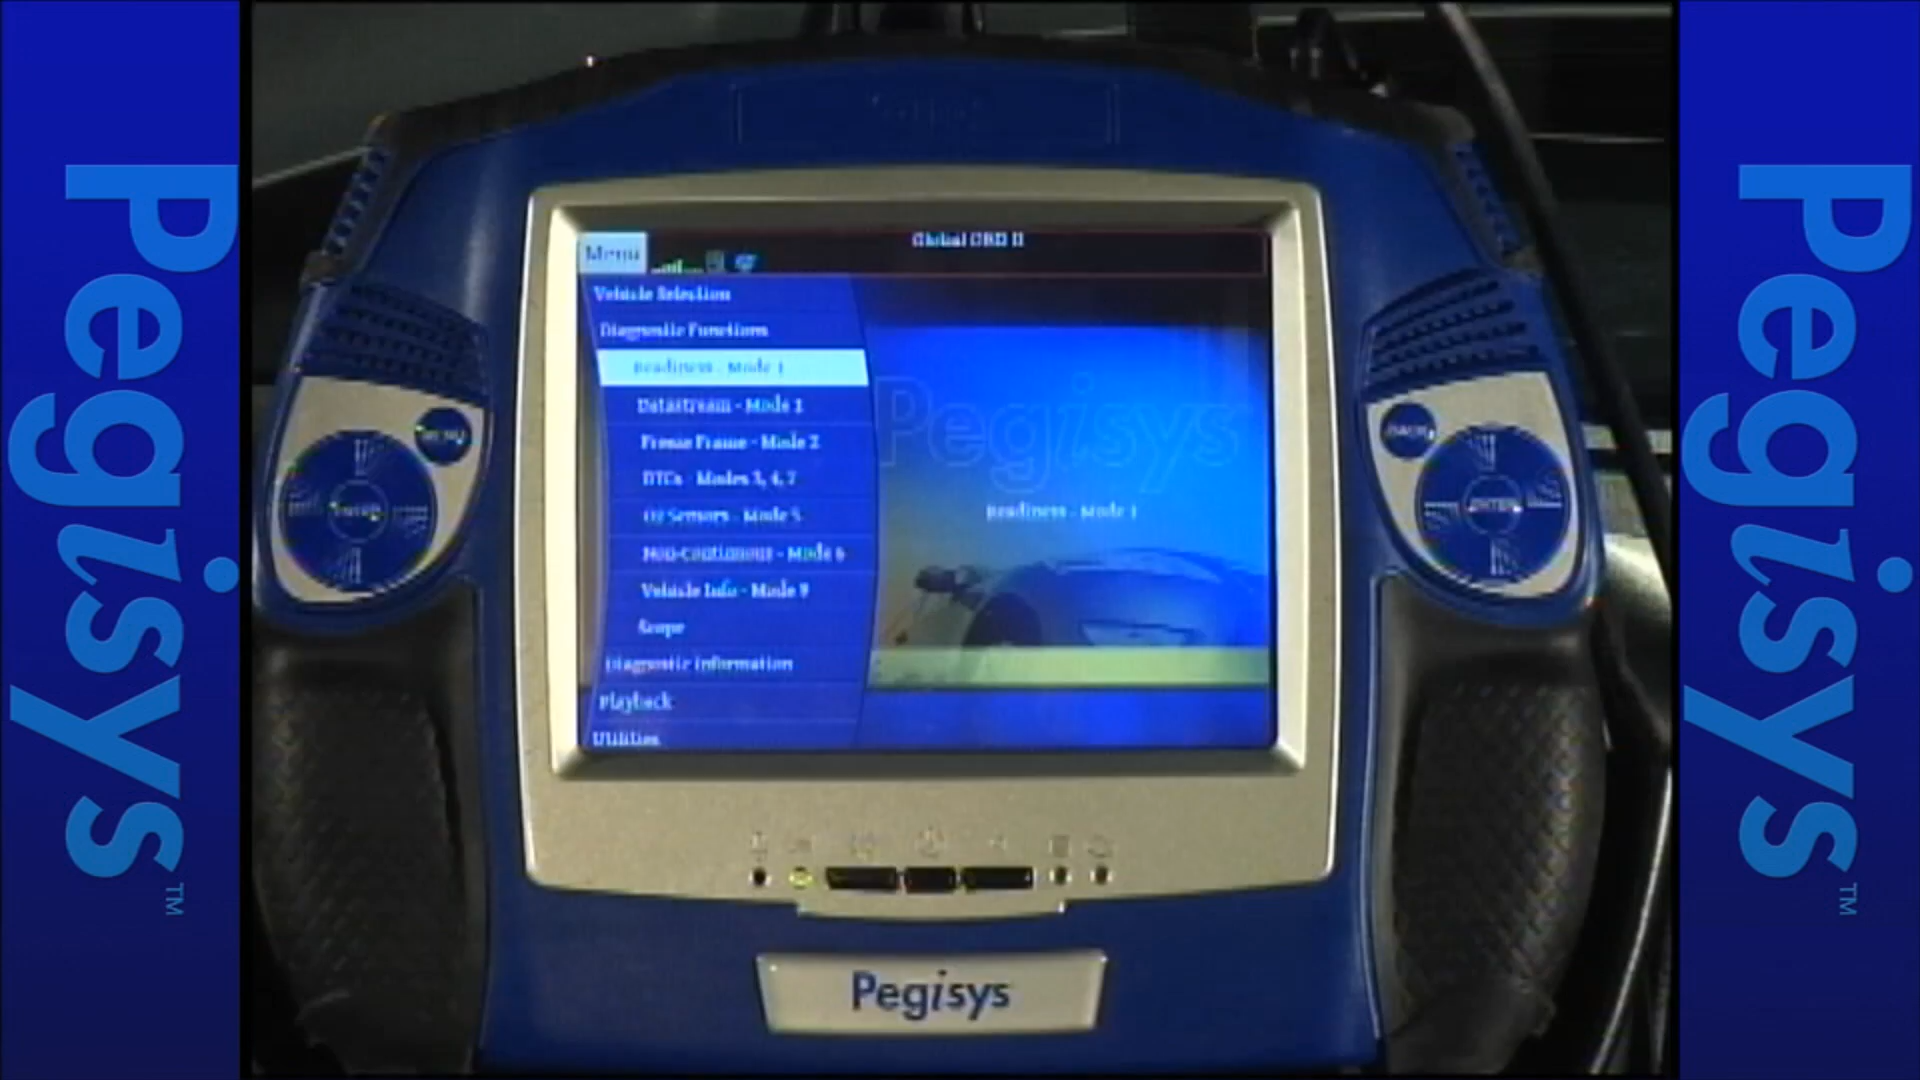 Pegisys™
Menu
Global OBD II
Vehicle Selection
Diagnostic Functions
Readiness - Mode 1
Datastream - Mode 1
Freeze Frame - Mode 2
DTCs - Modes 3, 4, 7
O2 Sensors - Mode 5
Non-Continuous - Mode 6
Vehicle Info - Mode 9
Scope
Diagnostic Information
Playback
Utilities
Pegisys
Readiness - Mode 1
MENU
ENTER
BACK
ENTER
Pegisys
Pegisys™